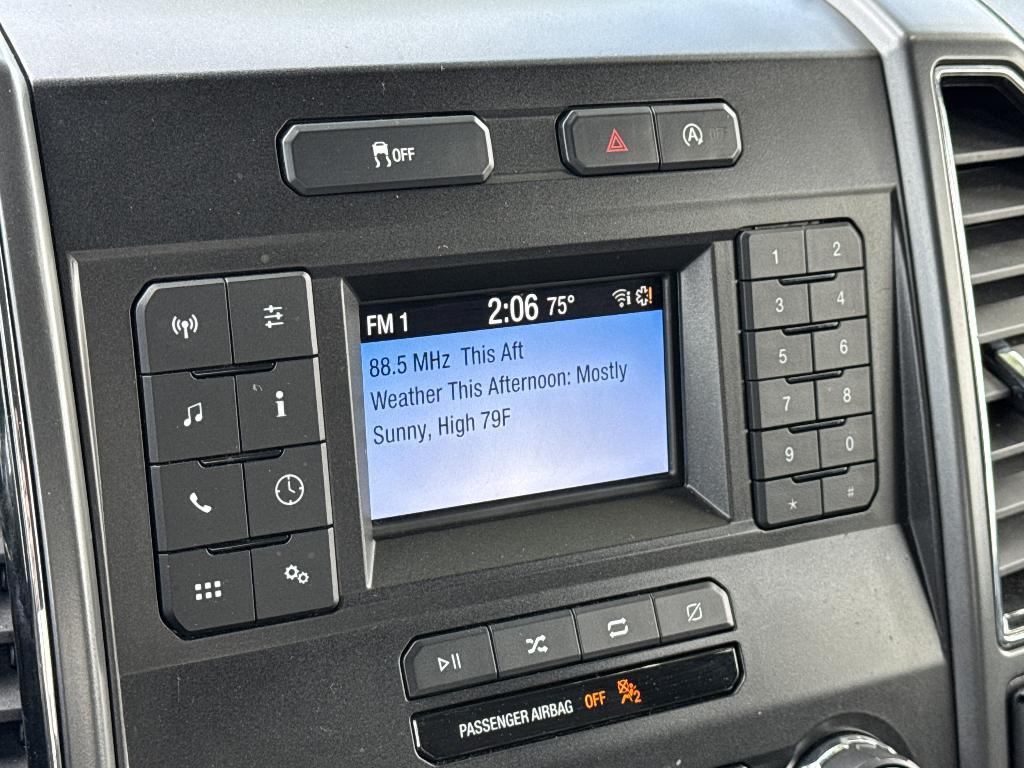 OFF
A OFF
FM 1 2:06 75°
88.5 MHz This Aft
Weather This Afternoon: Mostly
Sunny, High 79F
i
1 2
3 4
5 6
7 8
9 0
* #
PASSENGER AIRBAG OFF 2